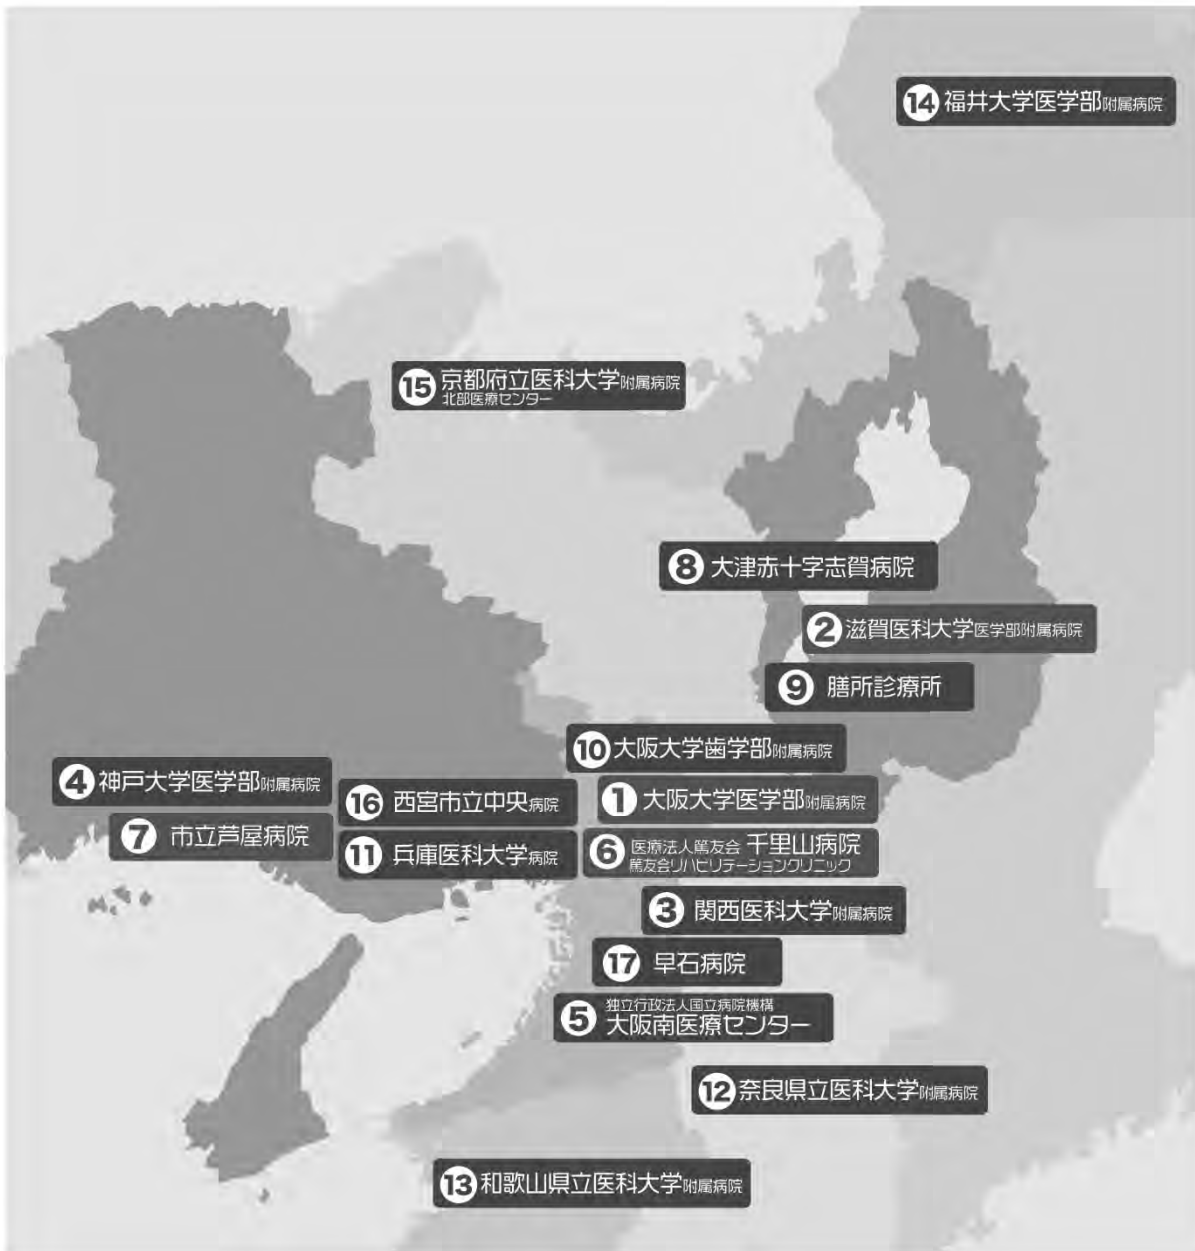 14 福井大学医学部附属病院
15 京都府立医科大学附属病院
北部医療センター
8 大津赤十字志賀病院
2 滋賀医科大学医学部附属病院
9 膳所診療所
10 大阪大学歯学部附属病院
4 神戸大学医学部附属病院
16 西宮市立中央病院
1 大阪大学医学部附属病院
7 市立芦屋病院
11 兵庫医科大学病院
6 医療法人篤友会 千里山病院
篤友会リハビリテーションクリニック
3 関西医科大学附属病院
17 早石病院
独立行政法人国立病院機構
5 大阪南医療センター
12 奈良県立医科大学附属病院
13 和歌山県立医科大学附属病院